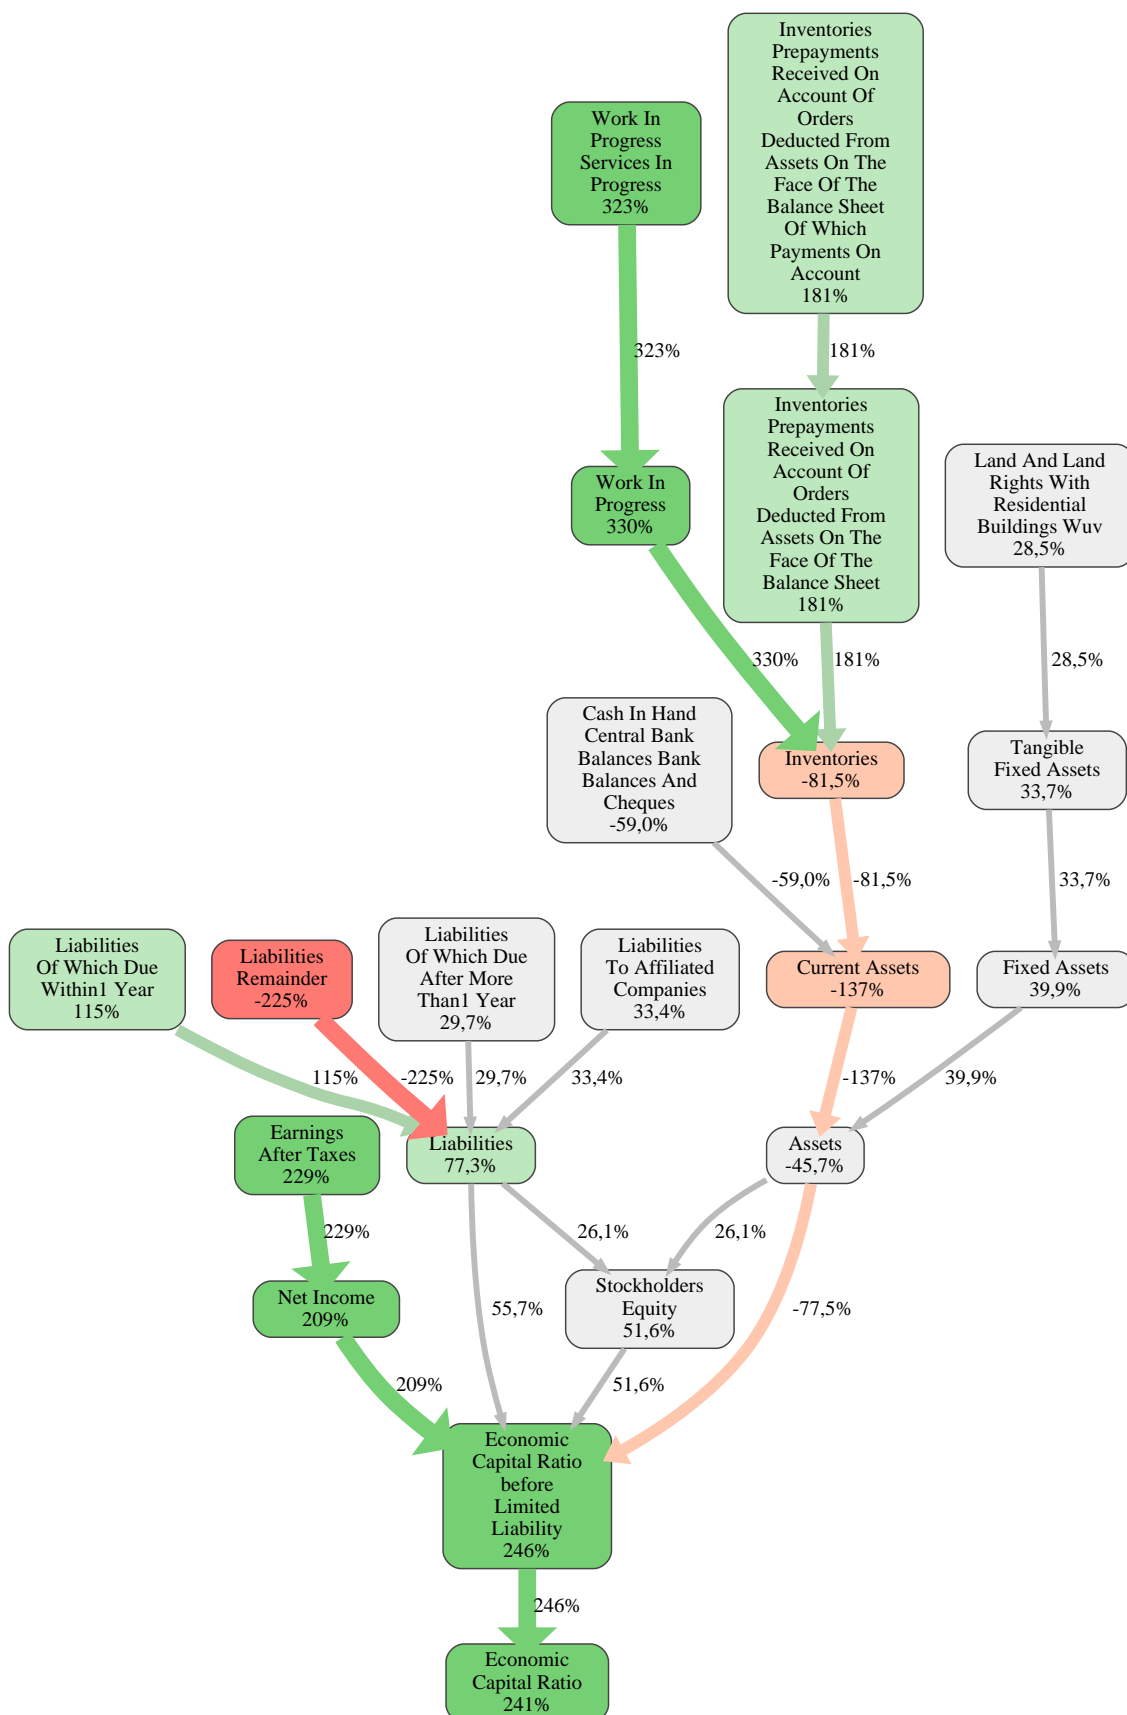 Inventories
Prepayments
Received On
Account Of
Orders
Deducted From
Assets On The
Face Of The
Balance Sheet
Of Which
Payments On
Account
181%
Work In
Progress
Services In
Progress
323%
323%
181%
Inventories
Prepayments
Received On
Account Of
Orders
Deducted From
Assets On The
Face Of The
Balance Sheet
181%
Work In
Progress
330%
Land And Land
Rights With
Residential
Buildings Wuv
28,5%
330%
181%
28,5%
Cash In Hand
Central Bank
Balances Bank
Balances And
Cheques
-59,0%
Inventories
-81,5%
Tangible
Fixed Assets
33,7%
-59,0%
-81,5%
33,7%
Liabilities
Of Which Due
Within1 Year
115%
Liabilities
Remainder
-225%
Liabilities
Of Which Due
After More
Than1 Year
29,7%
Liabilities
To Affiliated
Companies
33,4%
Current Assets
-137%
Fixed Assets
39,9%
115%
-225%
29,7%
33,4%
-137%
39,9%
Earnings
After Taxes
229%
Liabilities
77,3%
Assets
-45,7%
229%
26,1%
26,1%
Net Income
209%
55,7%
Stockholders
Equity
51,6%
-77,5%
209%
51,6%
Economic
Capital Ratio
before
Limited
Liability
246%
246%
Economic
Capital Ratio
241%